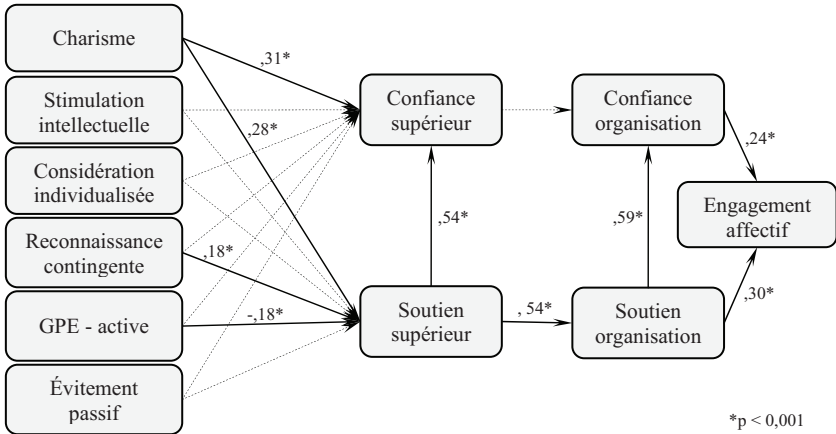 Charisme
Stimulation
intellectuelle
Considération
individualisée
Reconnaissance
contingente
GPE - active
Évitement
passif
,31*
,28*
,18*
-,18*
Confiance
supérieur
,54*
Soutien
supérieur
, 54*
Confiance
organisation
,59*
Soutien
organisation
,24*
Engagement
affectif
,30*
*p < 0,001